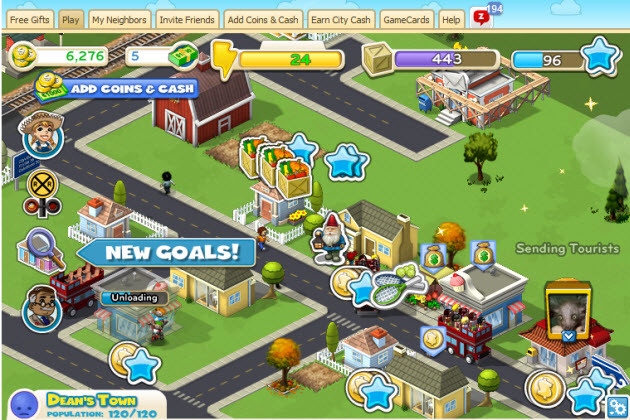 Free Gifts
Play
My Neighbors
Invite Friends
Add Coins & Cash
Earn City Cash
GameCards
Help
Z
194
6,276
5
24
443
96
ADD COINS & CASH
NEW GOALS!
Sending Tourists
Unloading
DEAN'S TOWN
POPULATION: 120/120